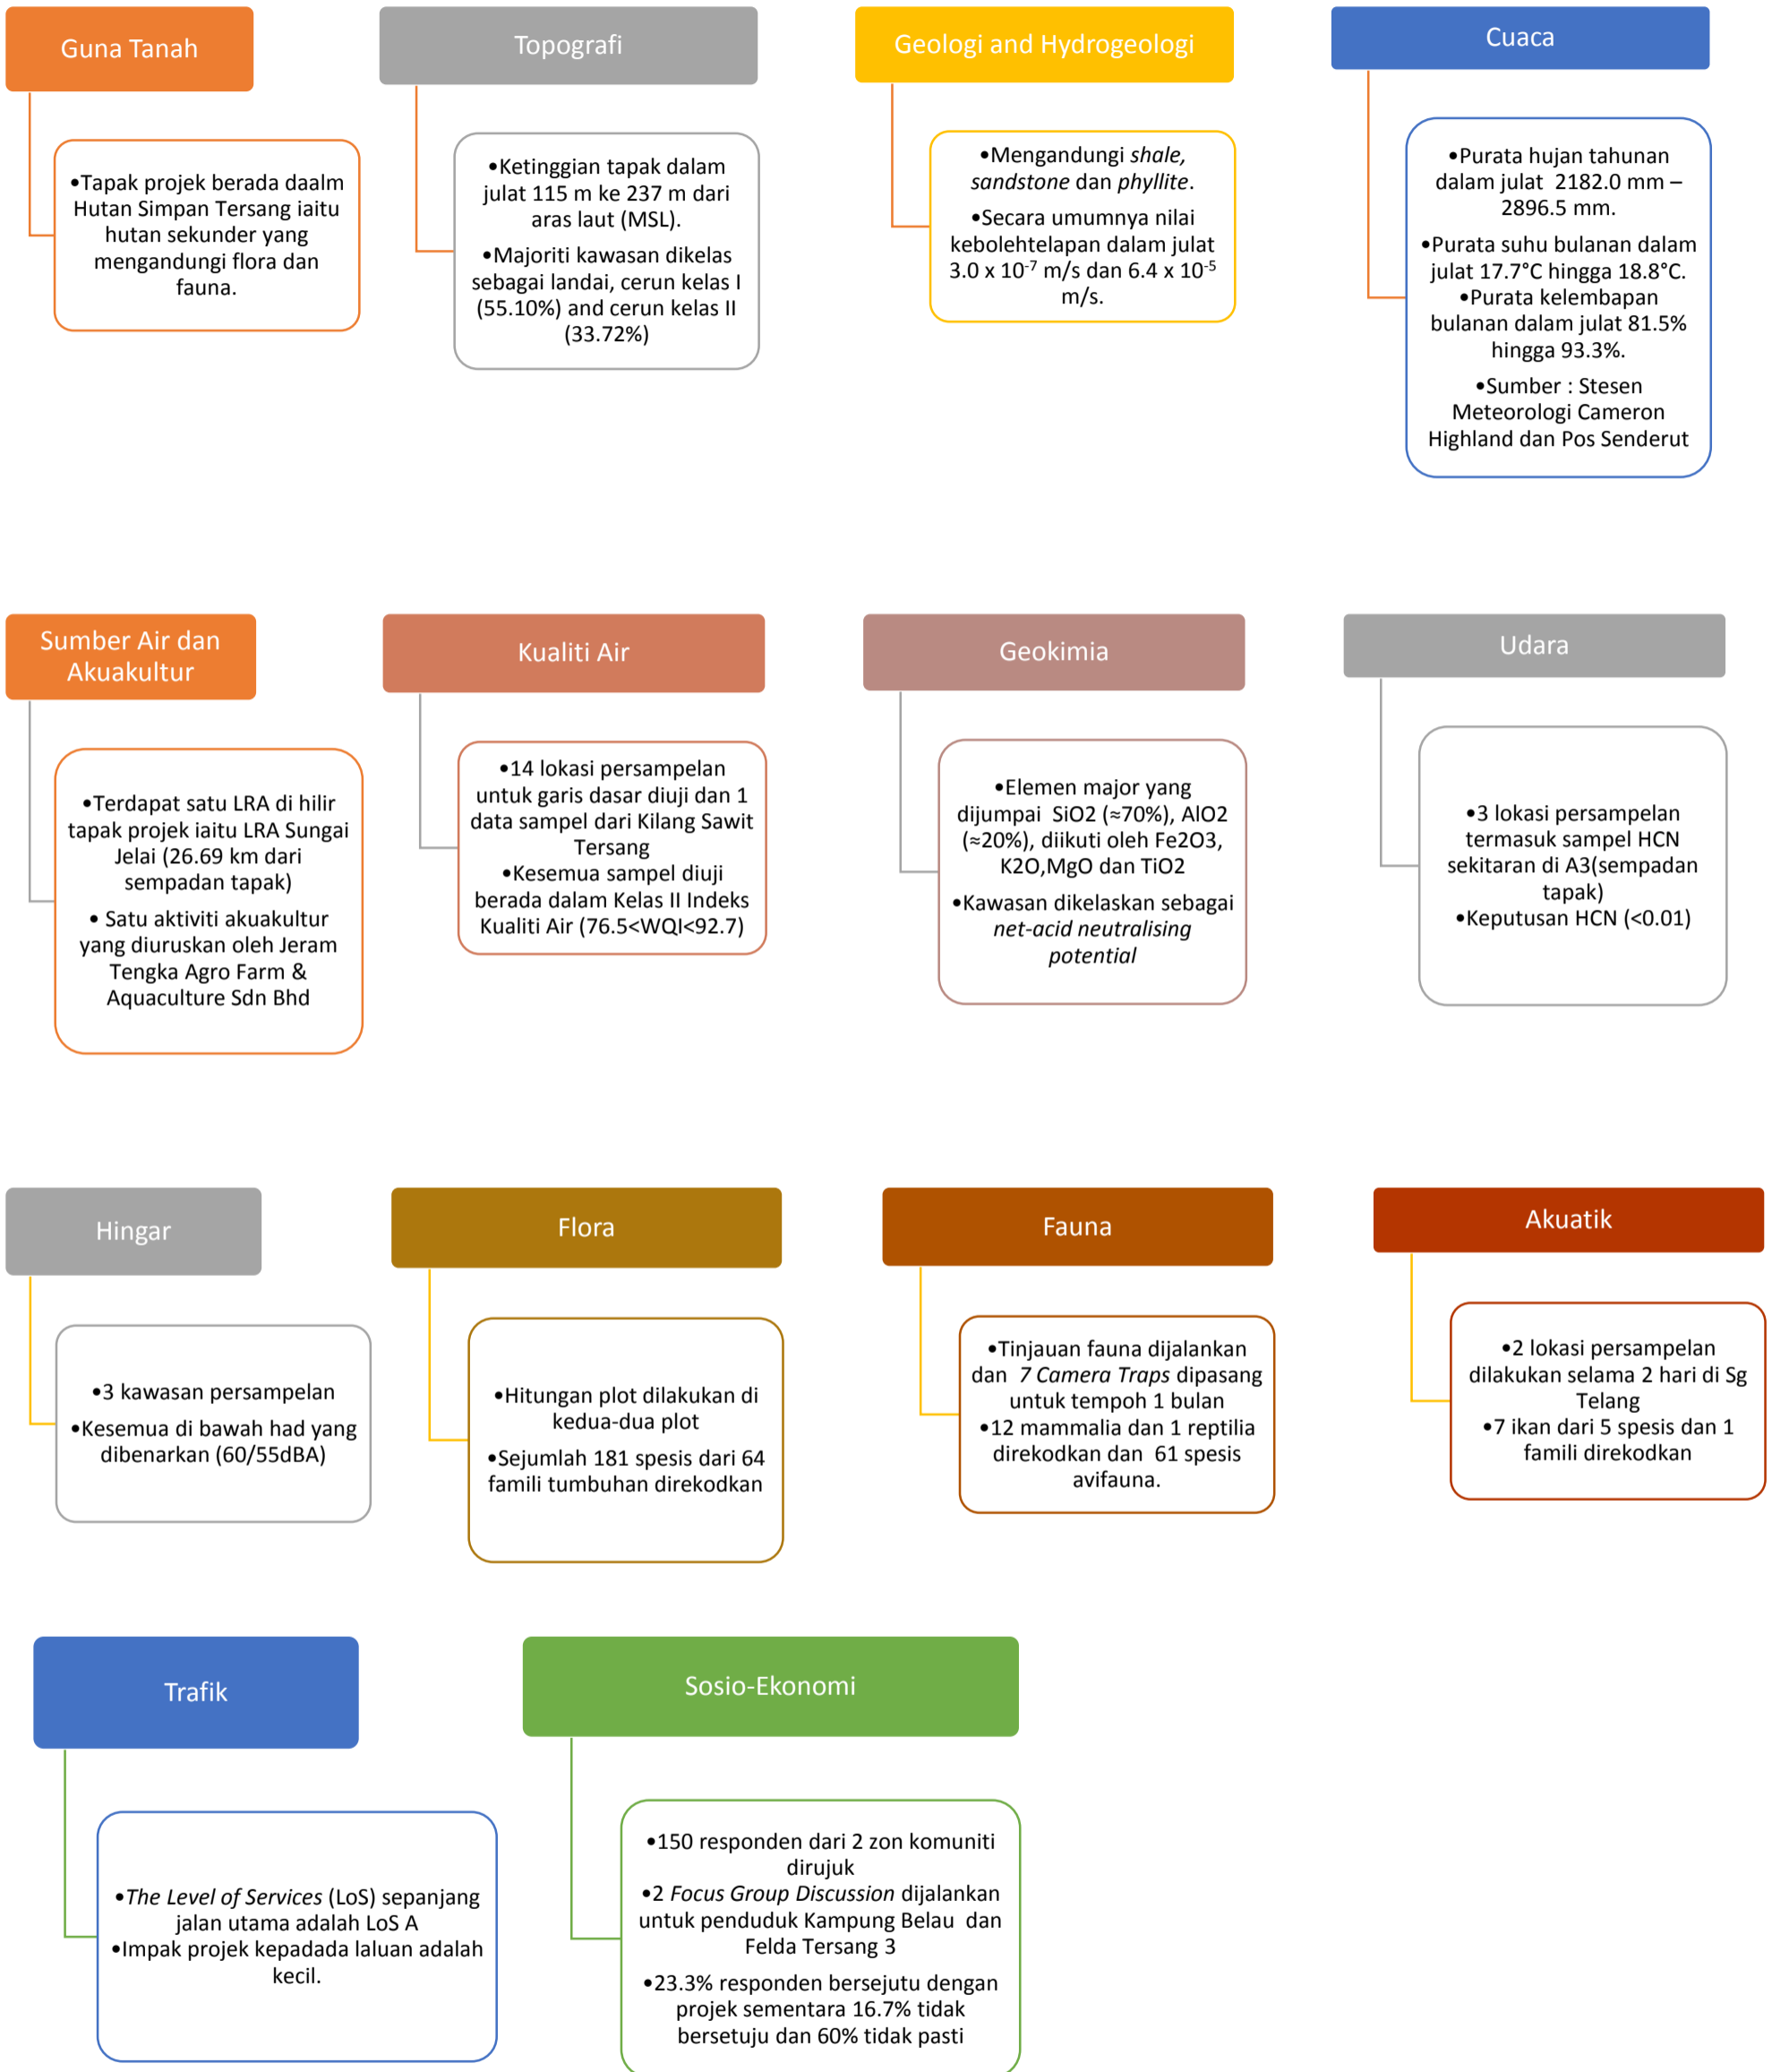 Guna Tanah
•Tapak projek berada daalm
Hutan Simpan Tersang iaitu
hutan sekunder yang
mengandungi flora dan
fauna.
Topografi
•Ketinggian tapak dalam
julat 115 m ke 237 m dari
aras laut (MSL).
•Majoriti kawasan dikelas
sebagai landai, cerun kelas I
(55.10%) and cerun kelas II
(33.72%)
Geologi and Hydrogeologi
•Mengandungi shale,
sandstone dan phyllite.
•Secara umumnya nilai
kebolehtelapan dalam julat
3.0 x 10⁻⁷ m/s dan 6.4 x 10⁻⁵
m/s.
Cuaca
•Purata hujan tahunan
dalam julat 2182.0 mm –
2896.5 mm.
•Purata suhu bulanan dalam
julat 17.7°C hingga 18.8°C.
•Purata kelembapan
bulanan dalam julat 81.5%
hingga 93.3%.
•Sumber : Stesen
Meteorologi Cameron
Highland dan Pos Senderut
Sumber Air dan
Akuakultur
•Terdapat satu LRA di hilir
tapak projek iaitu LRA Sungai
Jelai (26.69 km dari
sempadan tapak)
• Satu aktiviti akuakultur
yang diuruskan oleh Jeram
Tengka Agro Farm &
Aquaculture Sdn Bhd
Kualiti Air
•14 lokasi persampelan
untuk garis dasar diuji dan 1
data sampel dari Kilang Sawit
Tersang
•Kesemua sampel diuji
berada dalam Kelas II Indeks
Kualiti Air (76.5<WQI<92.7)
Geokimia
•Elemen major yang
dijumpai SiO2 (≈70%), AlO2
(≈20%), diikuti oleh Fe2O3,
K2O,MgO dan TiO2
•Kawasan dikelaskan sebagai
net-acid neutralising
potential
Udara
•3 lokasi persampelan
termasuk sampel HCN
sekitaran di A3(sempadan
tapak)
•Keputusan HCN (<0.01)
Hingar
•3 kawasan persampelan
•Kesemua di bawah had yang
dibenarkan (60/55dBA)
Flora
•Hitungan plot dilakukan di
kedua-dua plot
•Sejumlah 181 spesis dari 64
famili tumbuhan direkodkan
Fauna
•Tinjauan fauna dijalankan
dan 7 Camera Traps dipasang
untuk tempoh 1 bulan
•12 mammalia dan 1 reptilia
direkodkan dan 61 spesis
avifauna.
Akuatik
•2 lokasi persampelan
dilakukan selama 2 hari di Sg
Telang
•7 ikan dari 5 spesis dan 1
famili direkodkan
Trafik
•The Level of Services (LoS) sepanjang
jalan utama adalah LoS A
•Impak projek kepadada laluan adalah
kecil.
Sosio-Ekonomi
•150 responden dari 2 zon komuniti
dirujuk
•2 Focus Group Discussion dijalankan
untuk penduduk Kampung Belau dan
Felda Tersang 3
•23.3% responden bersejutu dengan
projek sementara 16.7% tidak
bersetuju dan 60% tidak pasti